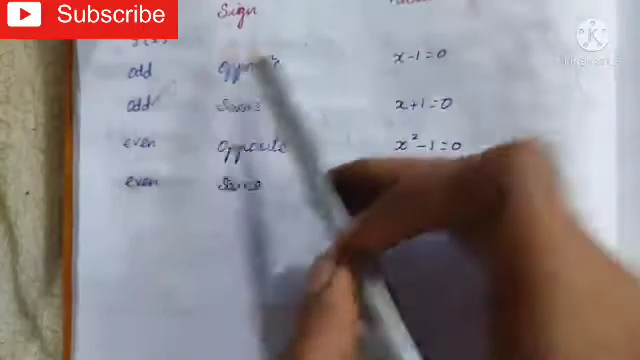 Subscribe
Sign
odd Opposite x-1=0
odd Same x+1=0
even Opposite x²-1=0
even Same